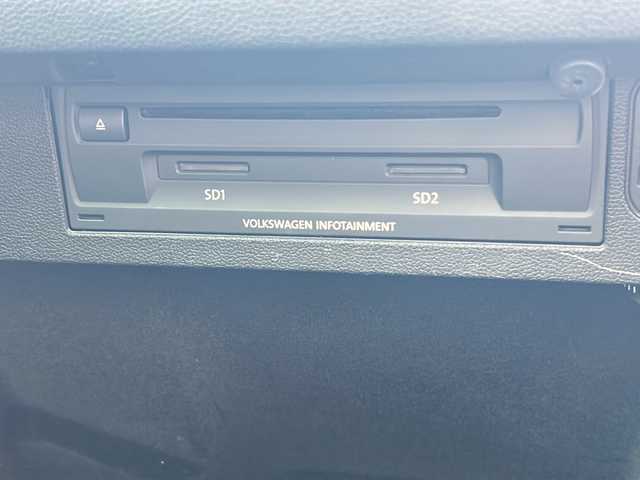 SD1 SD2
VOLKSWAGEN INFOTAINMENT